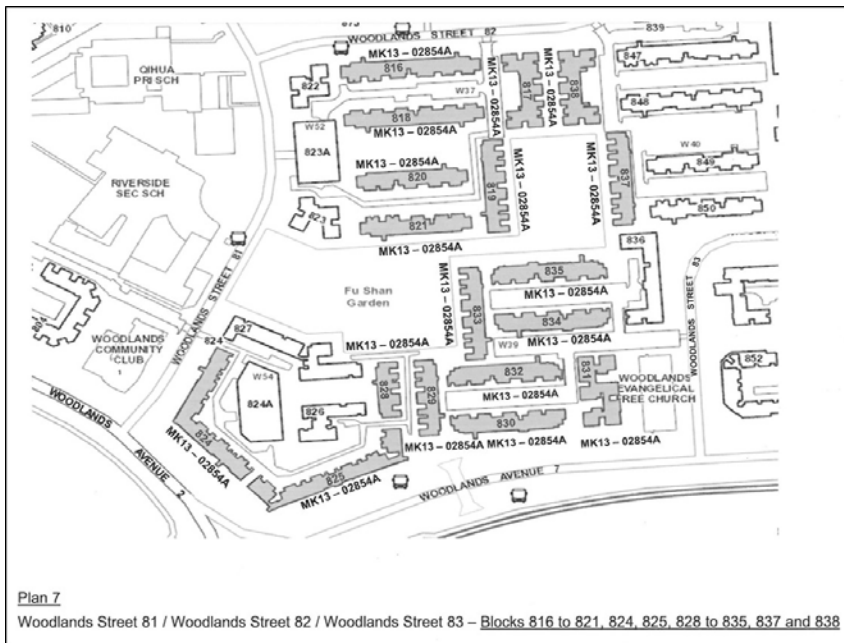 810
873
WOODLANDS STREET 82
839
MK13 – 02854A
816
817
MK13 – 02854A
838
847
QIHUA
PRI SCH
822
W37
MK13 – 02854A
848
818
MK13 – 02854A
W52
823A
W40
849
MK13 – 02854A
820
819
MK13 – 02854A
837
MK13 – 02854A
RIVERSIDE
SEC SCH
823
821
850
MK13 – 02854A
836
WOODLANDS STREET 81
MK13 – 02854A
835
WOODLANDS STREET 83
Fu Shan
Garden
833
MK13 – 02854A
834
804
827
MK13 – 02854A
W39
MK13 – 02854A
WOODLANDS
COMMUNITY
CLUB
1
824
832
831
852
W54
824A
828
829
MK13 – 02854A
WOODLANDS
EVANGELICAL
FREE CHURCH
826
830
WOODLANDS
AVENUE 2
824
MK13 – 02854A
MK13 – 02854A
MK13 – 02854A
MK13 – 02854A
825
MK13 – 02854A
WOODLANDS AVENUE 7
Plan 7
Woodlands Street 81 / Woodlands Street 82 / Woodlands Street 83 – Blocks 816 to 821, 824, 825, 828 to 835, 837 and 838